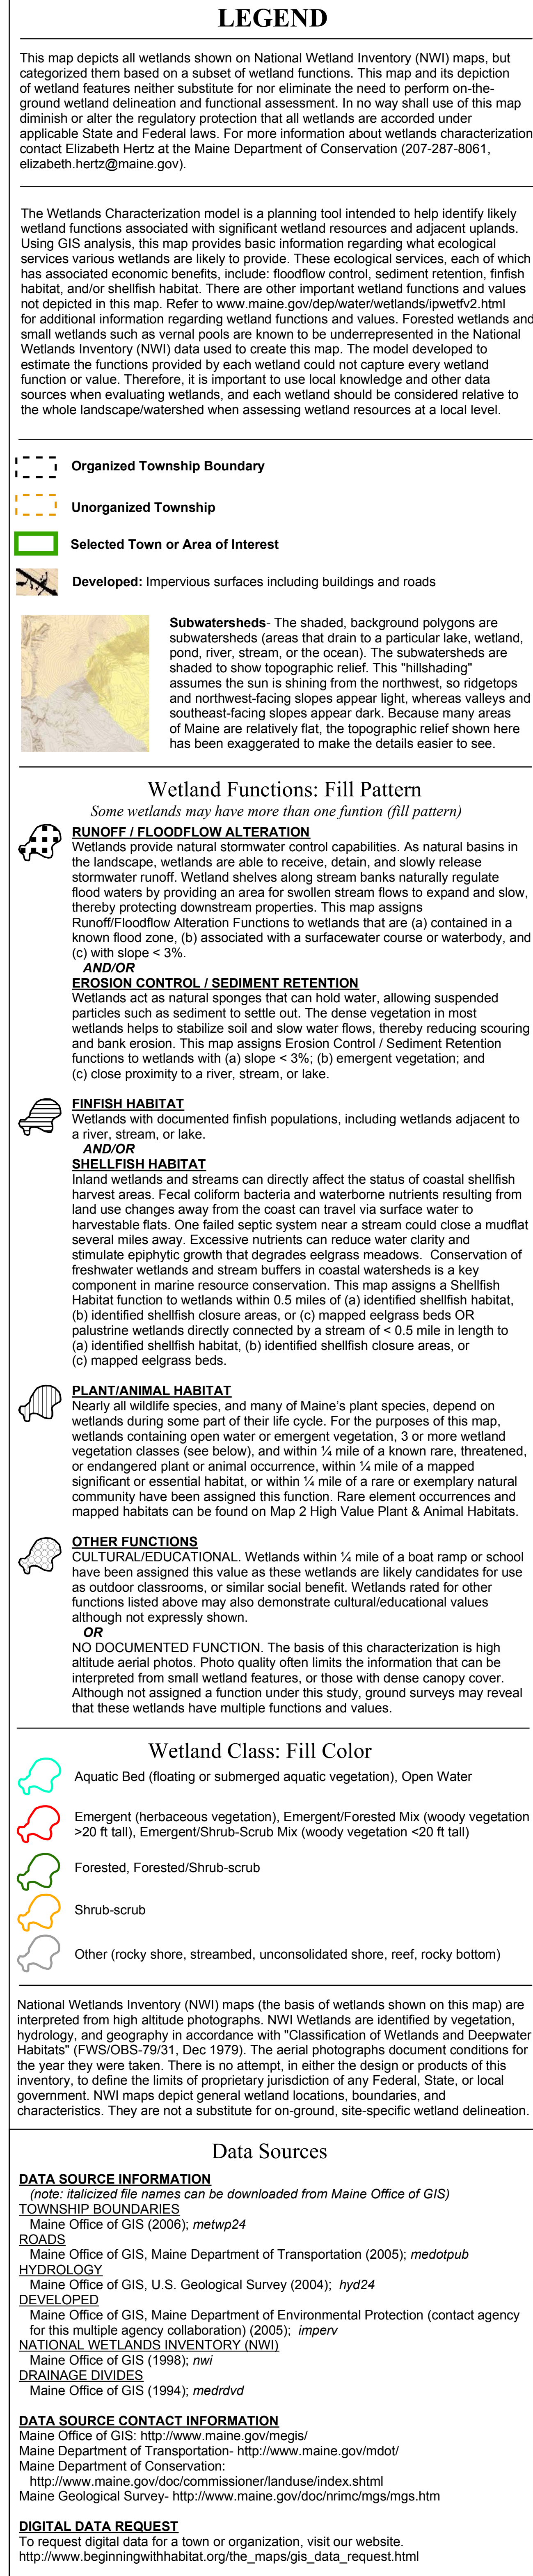 LEGEND
This map depicts all wetlands shown on National Wetland Inventory (NWI) maps, but
categorized them based on a subset of wetland functions. This map and its depiction
of wetland features neither substitute for nor eliminate the need to perform on-the-
ground wetland delineation and functional assessment. In no way shall use of this map
diminish or alter the regulatory protection that all wetlands are accorded under
applicable State and Federal laws. For more information about wetlands characterization,
contact Elizabeth Hertz at the Maine Department of Conservation (207-287-8061,
elizabeth.hertz@maine.gov).
The Wetlands Characterization model is a planning tool intended to help identify likely
wetland functions associated with significant wetland resources and adjacent uplands.
Using GIS analysis, this map provides basic information regarding what ecological
services various wetlands are likely to provide. These ecological services, each of which
has associated economic benefits, include: floodflow control, sediment retention, finfish
habitat, and/or shellfish habitat. There are other important wetland functions and values
not depicted in this map. Refer to www.maine.gov/dep/water/wetlands/ipwetfv2.html
for additional information regarding wetland functions and values. Forested wetlands and
small wetlands such as vernal pools are known to be underrepresented in the National
Wetlands Inventory (NWI) data used to create this map. The model developed to
estimate the functions provided by each wetland could not capture every wetland
function or value. Therefore, it is important to use local knowledge and other data
sources when evaluating wetlands, and each wetland should be considered relative to
the whole landscape/watershed when assessing wetland resources at a local level.
Organized Township Boundary
Unorganized Township
Selected Town or Area of Interest
Developed: Impervious surfaces including buildings and roads
Subwatersheds- The shaded, background polygons are
subwatersheds (areas that drain to a particular lake, wetland,
pond, river, stream, or the ocean). The subwatersheds are
shaded to show topographic relief. This "hillshading"
assumes the sun is shining from the northwest, so ridgetops
and northwest-facing slopes appear light, whereas valleys and
southeast-facing slopes appear dark. Because many areas
of Maine are relatively flat, the topographic relief shown here
has been exaggerated to make the details easier to see.
Wetland Functions: Fill Pattern
Some wetlands may have more than one funtion (fill pattern)
RUNOFF / FLOODFLOW ALTERATION
Wetlands provide natural stormwater control capabilities. As natural basins in
the landscape, wetlands are able to receive, detain, and slowly release
stormwater runoff. Wetland shelves along stream banks naturally regulate
flood waters by providing an area for swollen stream flows to expand and slow,
thereby protecting downstream properties. This map assigns
Runoff/Floodflow Alteration Functions to wetlands that are (a) contained in a
known flood zone, (b) associated with a surfacewater course or waterbody, and
(c) with slope < 3%.
AND/OR
EROSION CONTROL / SEDIMENT RETENTION
Wetlands act as natural sponges that can hold water, allowing suspended
particles such as sediment to settle out. The dense vegetation in most
wetlands helps to stabilize soil and slow water flows, thereby reducing scouring
and bank erosion. This map assigns Erosion Control / Sediment Retention
functions to wetlands with (a) slope < 3%; (b) emergent vegetation; and
(c) close proximity to a river, stream, or lake.
FINFISH HABITAT
Wetlands with documented finfish populations, including wetlands adjacent to
a river, stream, or lake.
AND/OR
SHELLFISH HABITAT
Inland wetlands and streams can directly affect the status of coastal shellfish
harvest areas. Fecal coliform bacteria and waterborne nutrients resulting from
land use changes away from the coast can travel via surface water to
harvestable flats. One failed septic system near a stream could close a mudflat
several miles away. Excessive nutrients can reduce water clarity and
stimulate epiphytic growth that degrades eelgrass meadows. Conservation of
freshwater wetlands and stream buffers in coastal watersheds is a key
component in marine resource conservation. This map assigns a Shellfish
Habitat function to wetlands within 0.5 miles of (a) identified shellfish habitat,
(b) identified shellfish closure areas, or (c) mapped eelgrass beds OR
palustrine wetlands directly connected by a stream of < 0.5 mile in length to
(a) identified shellfish habitat, (b) identified shellfish closure areas, or
(c) mapped eelgrass beds.
PLANT/ANIMAL HABITAT
Nearly all wildlife species, and many of Maine's plant species, depend on
wetlands during some part of their life cycle. For the purposes of this map,
wetlands containing open water or emergent vegetation, 3 or more wetland
vegetation classes (see below), and within ¼ mile of a known rare, threatened,
or endangered plant or animal occurrence, within ¼ mile of a mapped
significant or essential habitat, or within ¼ mile of a rare or exemplary natural
community have been assigned this function. Rare element occurrences and
mapped habitats can be found on Map 2 High Value Plant & Animal Habitats.
OTHER FUNCTIONS
CULTURAL/EDUCATIONAL. Wetlands within ¼ mile of a boat ramp or school
have been assigned this value as these wetlands are likely candidates for use
as outdoor classrooms, or similar social benefit. Wetlands rated for other
functions listed above may also demonstrate cultural/educational values
although not expressly shown.
OR
NO DOCUMENTED FUNCTION. The basis of this characterization is high
altitude aerial photos. Photo quality often limits the information that can be
interpreted from small wetland features, or those with dense canopy cover.
Although not assigned a function under this study, ground surveys may reveal
that these wetlands have multiple functions and values.
Wetland Class: Fill Color
Aquatic Bed (floating or submerged aquatic vegetation), Open Water
Emergent (herbaceous vegetation), Emergent/Forested Mix (woody vegetation
>20 ft tall), Emergent/Shrub-Scrub Mix (woody vegetation <20 ft tall)
Forested, Forested/Shrub-scrub
Shrub-scrub
Other (rocky shore, streambed, unconsolidated shore, reef, rocky bottom)
National Wetlands Inventory (NWI) maps (the basis of wetlands shown on this map) are
interpreted from high altitude photographs. NWI Wetlands are identified by vegetation,
hydrology, and geography in accordance with "Classification of Wetlands and Deepwater
Habitats" (FWS/OBS-79/31, Dec 1979). The aerial photographs document conditions for
the year they were taken. There is no attempt, in either the design or products of this
inventory, to define the limits of proprietary jurisdiction of any Federal, State, or local
government. NWI maps depict general wetland locations, boundaries, and
characteristics. They are not a substitute for on-ground, site-specific wetland delineation.
Data Sources
DATA SOURCE INFORMATION
(note: italicized file names can be downloaded from Maine Office of GIS)
TOWNSHIP BOUNDARIES
Maine Office of GIS (2006); metwp24
ROADS
Maine Office of GIS, Maine Department of Transportation (2005); medotpub
HYDROLOGY
Maine Office of GIS, U.S. Geological Survey (2004); hyd24
DEVELOPED
Maine Office of GIS, Maine Department of Environmental Protection (contact agency
for this multiple agency collaboration) (2005); imperv
NATIONAL WETLANDS INVENTORY (NWI)
Maine Office of GIS (1998); nwi
DRAINAGE DIVIDES
Maine Office of GIS (1994); medrdvd
DATA SOURCE CONTACT INFORMATION
Maine Office of GIS: http://www.maine.gov/megis/
Maine Department of Transportation- http://www.maine.gov/mdot/
Maine Department of Conservation:
http://www.maine.gov/doc/commissioner/landuse/index.shtml
Maine Geological Survey- http://www.maine.gov/doc/nrimc/mgs/mgs.htm
DIGITAL DATA REQUEST
To request digital data for a town or organization, visit our website.
http://www.beginningwithhabitat.org/the_maps/gis_data_request.html